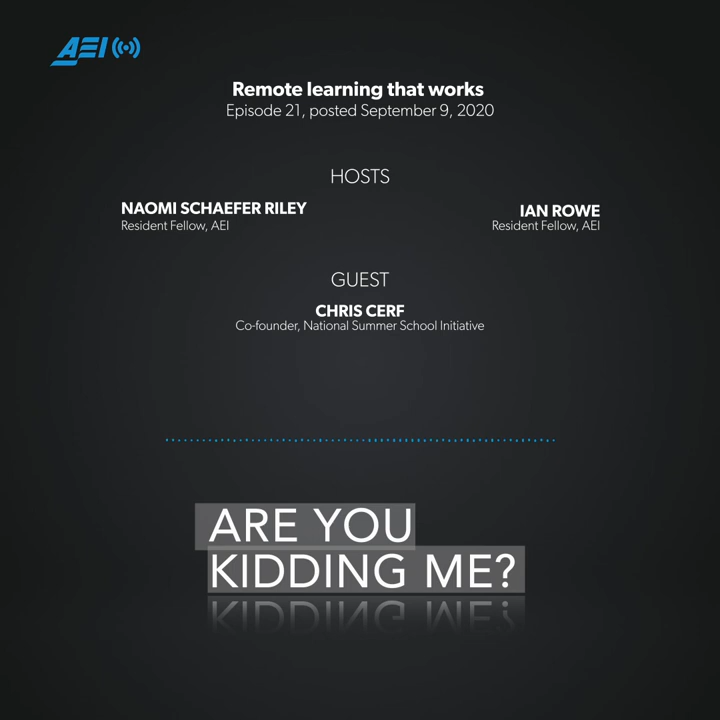 AEI
Remote learning that works
Episode 21, posted September 9, 2020
HOSTS
NAOMI SCHAEFER RILEY
Resident Fellow, AEI
IAN ROWE
Resident Fellow, AEI
GUEST
CHRIS CERF
Co-founder, National Summer School Initiative
ARE YOU
KIDDING ME?